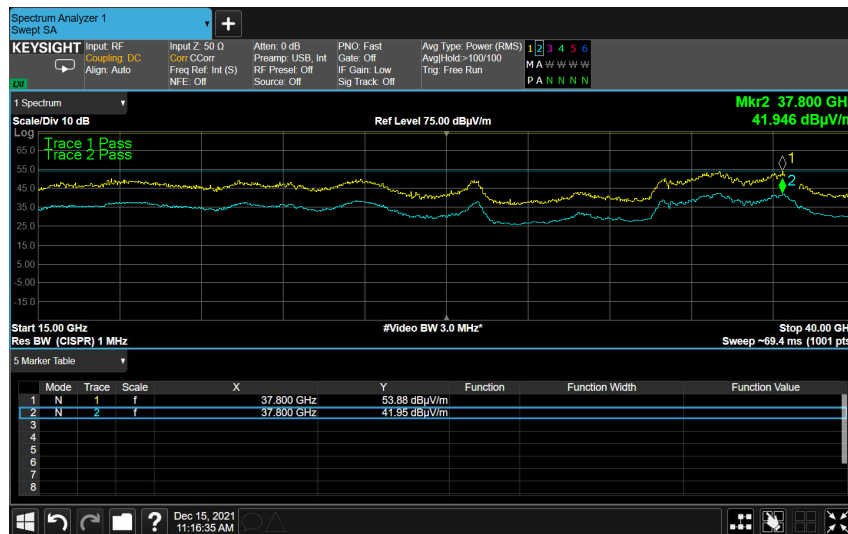 Spectrum Analyzer 1
Swept SA
+
KEYSIGHT
Input: RF
Coupling: DC
Align: Auto
Input Z: 50 Ω
Corr CCorr
Freq Ref: Int (S)
NFE: Off
Atten: 0 dB
Preamp: USB, Int
RF Presel: Off
Source: Off
PNO: Fast
Gate: Off
IF Gain: Low
Sig Track: Off
Avg Type: Power (RMS)
Avg|Hold:>100/100
Trig: Free Run
1 2 3 4 5 6
M A W W W W
P A N N N N
LXI
1 Spectrum
Scale/Div 10 dB
Ref Level 75.00 dBµV/m
Mkr2 37.800 GH
41.946 dBµV/
Log
Trace 1 Pass
Trace 2 Pass
65.0
55.0
45.0
35.0
25.0
15.0
5.00
-5.00
-15.0
1
2
Start 15.00 GHz
#Video BW 3.0 MHz*
Stop 40.00 GH
Res BW (CISPR) 1 MHz
Sweep ~69.4 ms (1001 pts
5 Marker Table
Mode Trace Scale X Y Function Function Width Function Value
1 N 1 f 37.800 GHz 53.88 dBµV/m
2 N 2 f 37.800 GHz 41.95 dBµV/m
3
4
5
6
7
8
?
Dec 15, 2021
11:16:35 AM